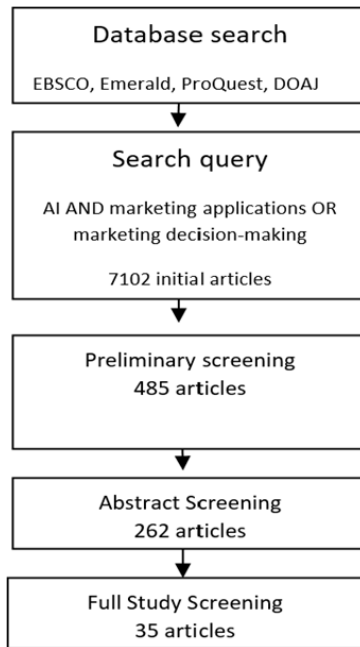 Database search
EBSCO, Emerald, ProQuest, DOAJ
Search query
AI AND marketing applications OR
marketing decision-making
7102 initial articles
Preliminary screening
485 articles
Abstract Screening
262 articles
Full Study Screening
35 articles